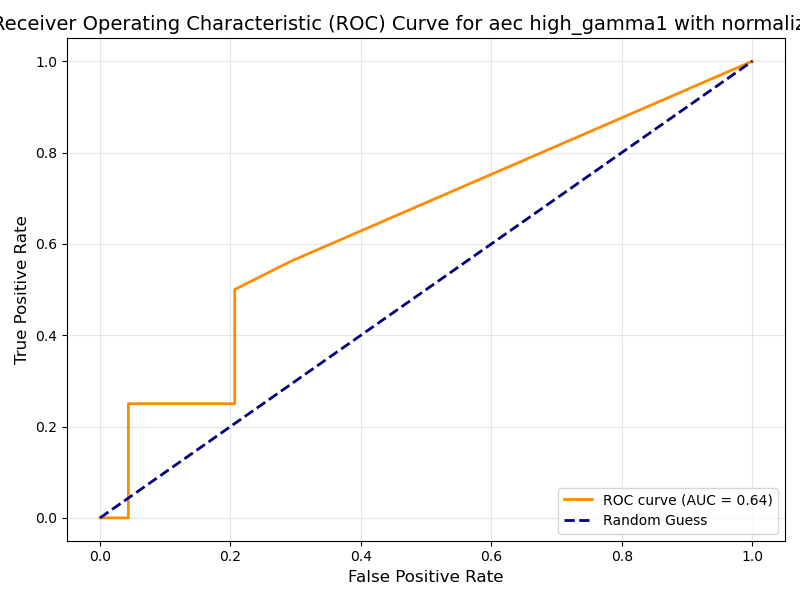 Receiver Operating Characteristic (ROC) Curve for aec high_gamma1 with normaliz
1.0
0.8
0.6
0.4
0.2
0.0
True Positive Rate
0.0 0.2 0.4 0.6 0.8 1.0
False Positive Rate
ROC curve (AUC = 0.64)
Random Guess